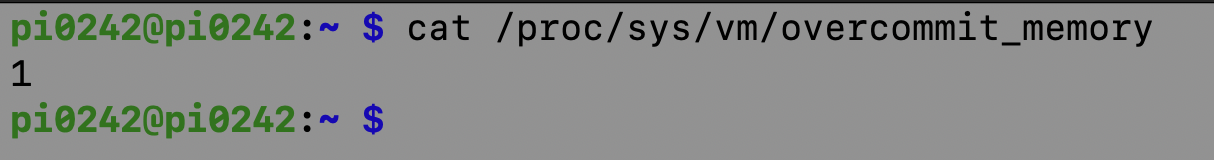 pi0242@pi0242:~ $ cat /proc/sys/vm/overcommit_memory
1
pi0242@pi0242:~ $